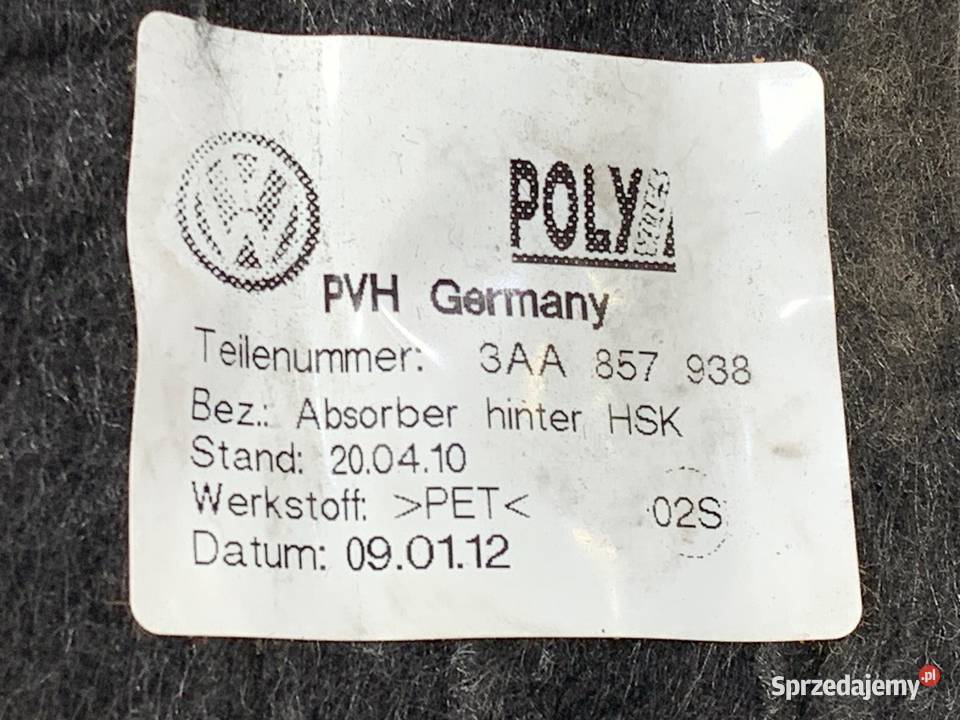 VW
POLY
PVH Germany
Teilenummer: 3AA 857 938
Bez.: Absorber hinter HSK
Stand: 20.04.10
Werkstoff: >PET<
02S
Datum: 09.01.12
Sprzedajemy.pl